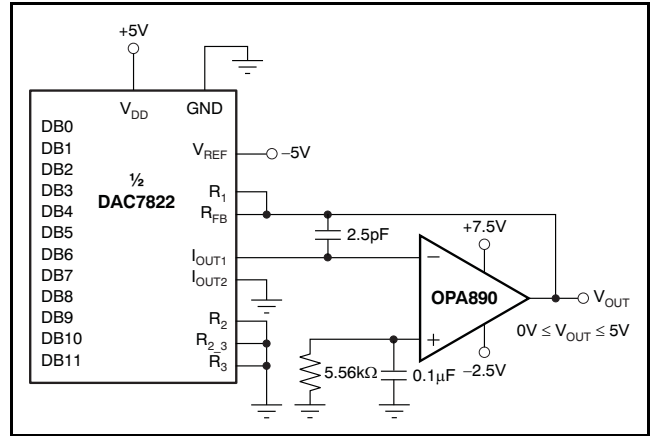 +5V
V_DD GND
DB0
DB1
DB2
DB3
DB4
DB5
DB6
DB7
DB8
DB9
DB10
DB11
½
DAC7822
V_REF
−5V
R_1
R_FB
I_OUT1
I_OUT2
R_2
R_2_3
R_3
2.5pF
+7.5V
−
OPA890
+
−2.5V
V_OUT
0V ≤ V_OUT ≤ 5V
5.56kΩ
0.1μF